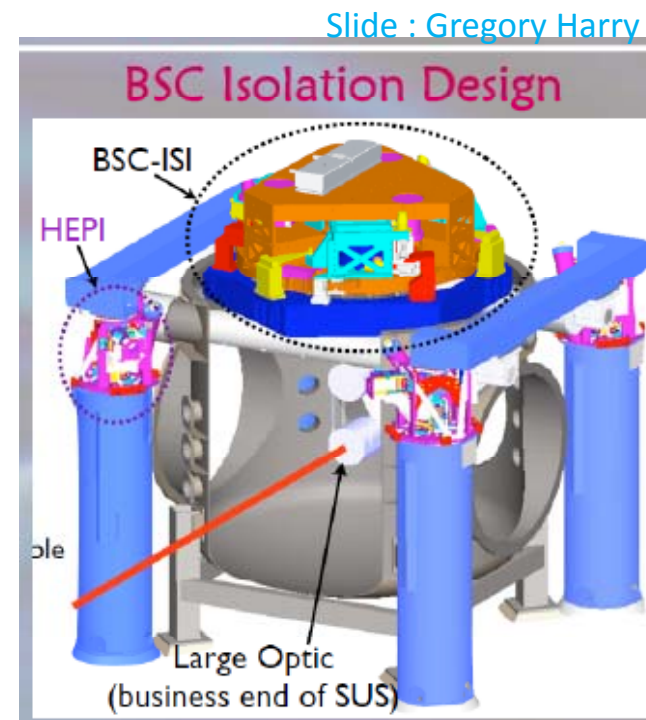 Slide : Gregory Harry
BSC Isolation Design
BSC-ISI
HEPI
ole
Large Optic
(business end of SUS)